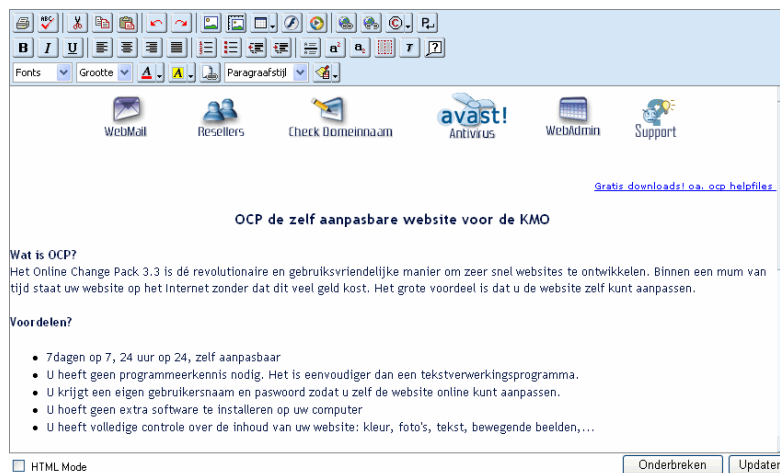 B I U
Fonts Grootte A A Paragraafstijl
WebMail Resellers Check Domeinnaam avast! Antivirus WebAdmin Support
Gratis downloads! oa. ocp helpfiles
OCP de zelf aanpasbare website voor de KMO
Wat is OCP?
Het Online Change Pack 3.3 is dé revolutionaire en gebruiksvriendelijke manier om zeer snel websites te ontwikkelen. Binnen een mum van
tijd staat uw website op het Internet zonder dat dit veel geld kost. Het grote voordeel is dat u de website zelf kunt aanpassen.
Voordelen?
7dagen op 7, 24 uur op 24, zelf aanpasbaar
U heeft geen programmeerkennis nodig. Het is eenvoudiger dan een tekstverwerkingsprogramma.
U krijgt een eigen gebruikersnaam en paswoord zodat u zelf de website online kunt aanpassen.
U hoeft geen extra software te installeren op uw computer
U heeft volledige controle over de inhoud van uw website: kleur, foto's, tekst, bewegende beelden,...
HTML Mode Onderbreken Updaten